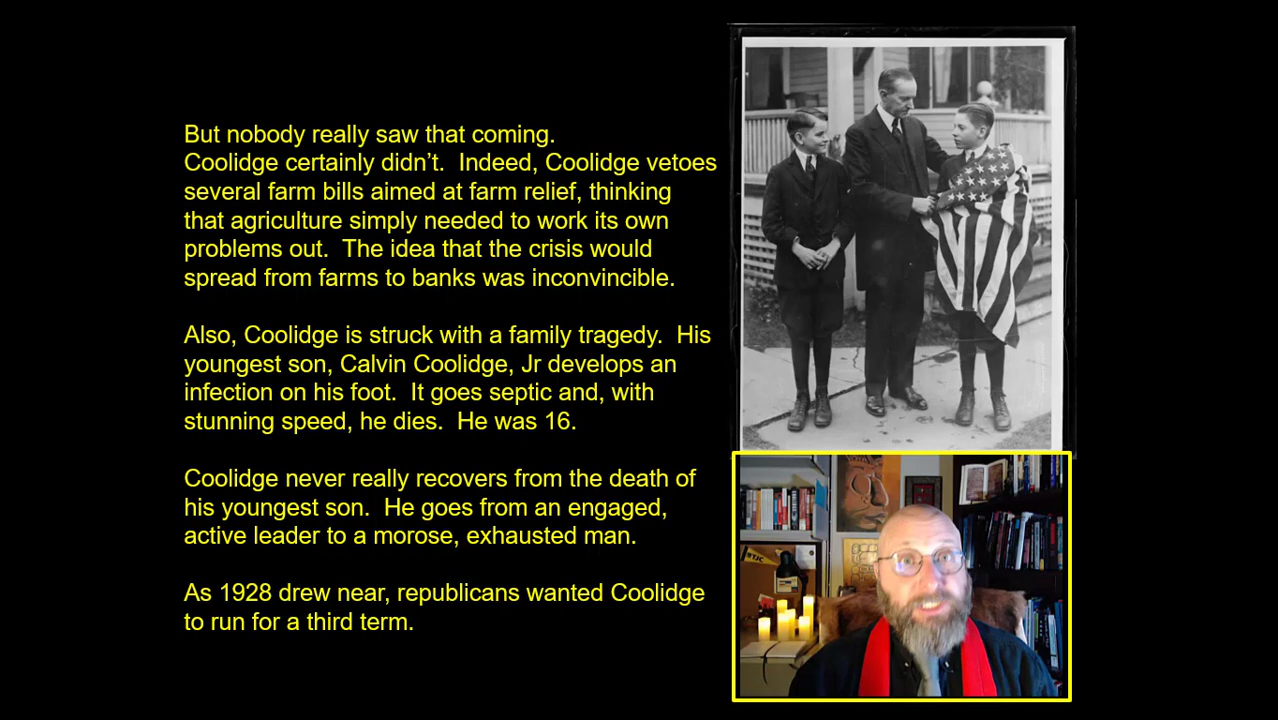 But nobody really saw that coming.
Coolidge certainly didn’t.  Indeed, Coolidge vetoes
several farm bills aimed at farm relief, thinking
that agriculture simply needed to work its own
problems out.  The idea that the crisis would
spread from farms to banks was inconvincible.
Also, Coolidge is struck with a family tragedy.  His
youngest son, Calvin Coolidge, Jr develops an
infection on his foot.  It goes septic and, with
stunning speed, he dies.  He was 16.
Coolidge never really recovers from the death of
his youngest son.  He goes from an engaged,
active leader to a morose, exhausted man.
As 1928 drew near, republicans wanted Coolidge
to run for a third term.